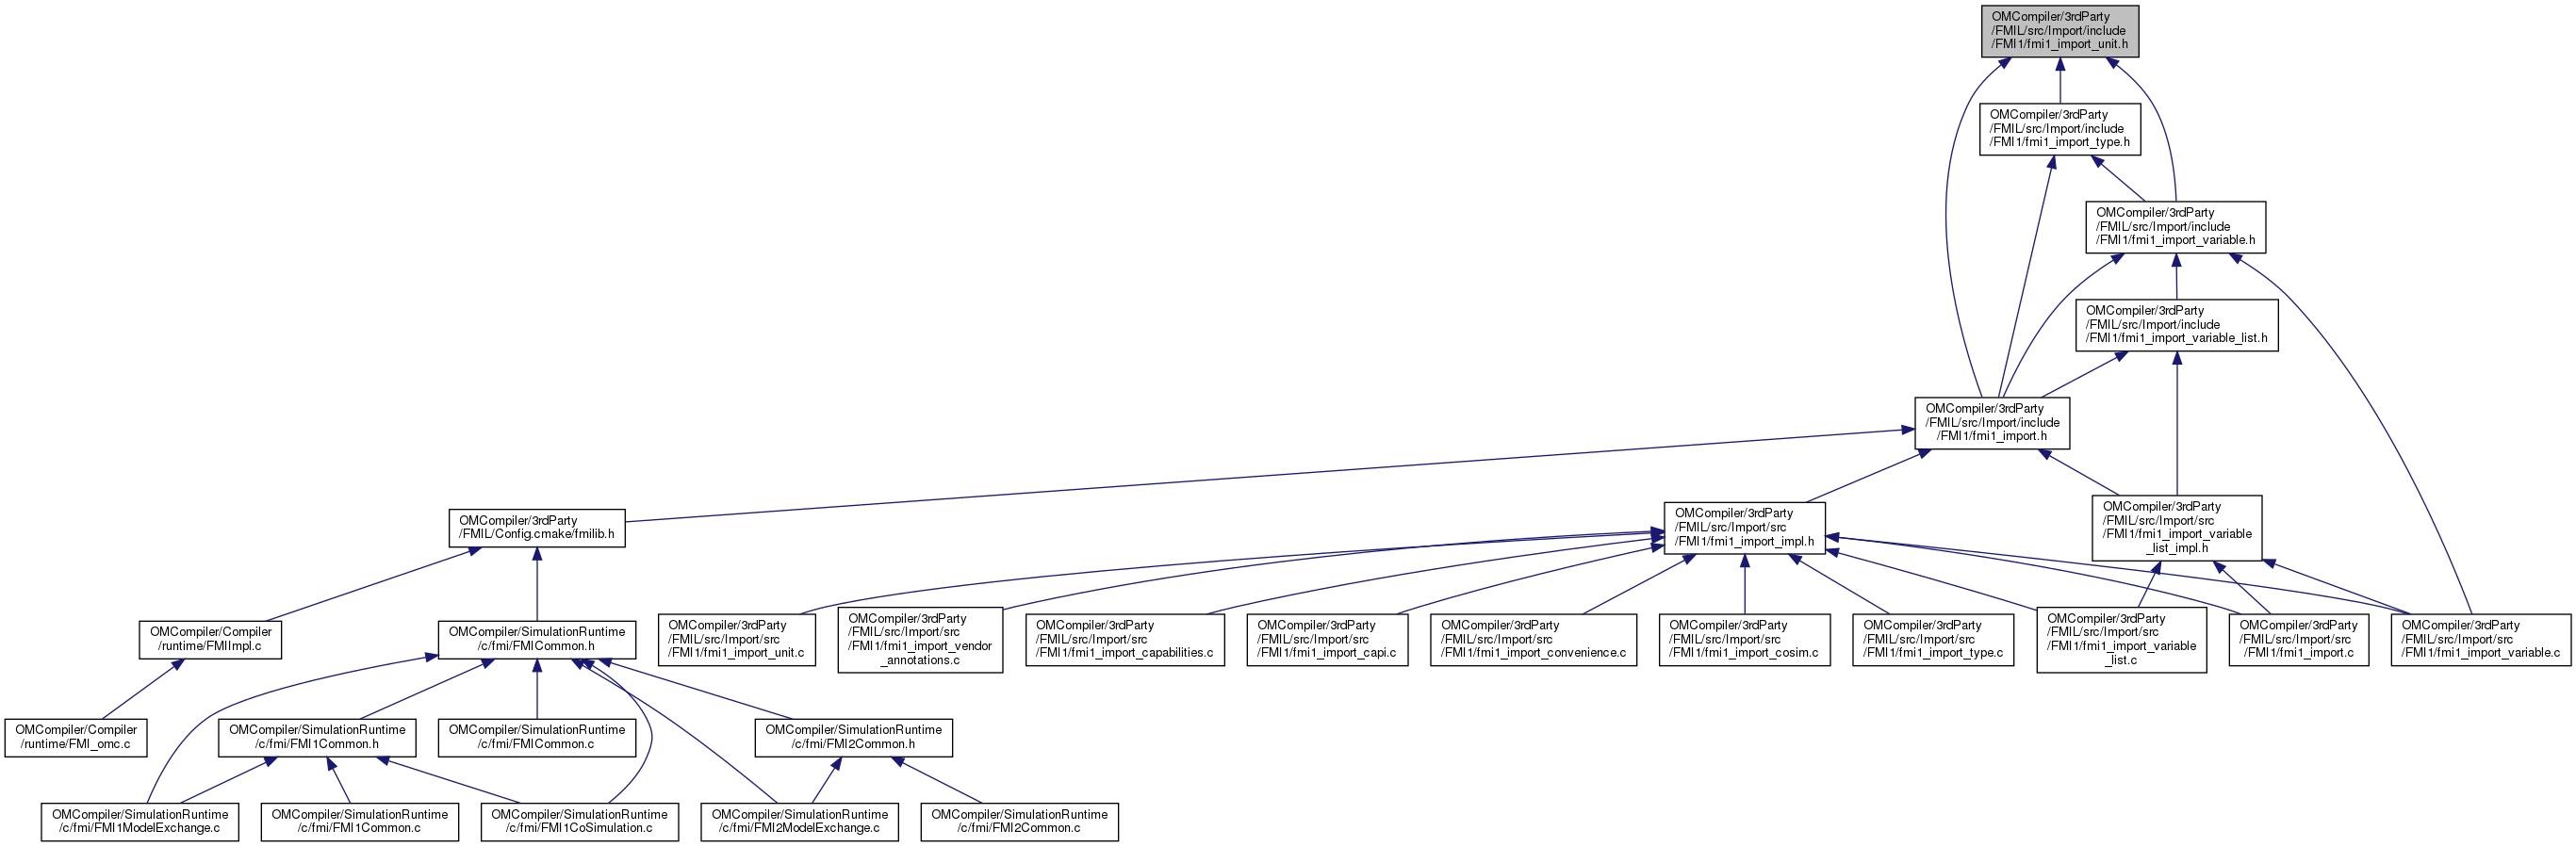 OMCompiler/3rdParty
/FMIL/src/Import/include
/FMI1/fmi1_import_unit.h
OMCompiler/3rdParty
/FMIL/src/Import/include
/FMI1/fmi1_import_type.h
OMCompiler/3rdParty
/FMIL/src/Import/include
/FMI1/fmi1_import_variable.h
OMCompiler/3rdParty
/FMIL/src/Import/include
/FMI1/fmi1_import_variable_list.h
OMCompiler/3rdParty
/FMIL/src/Import/include
/FMI1/fmi1_import.h
OMCompiler/3rdParty
/FMIL/Config.cmake/fmilib.h
OMCompiler/3rdParty
/FMIL/src/Import/src
/FMI1/fmi1_import_impl.h
OMCompiler/3rdParty
/FMIL/src/Import/src
/FMI1/fmi1_import_variable
_list_impl.h
OMCompiler/Compiler
/runtime/FMIImpl.c
OMCompiler/SimulationRuntime
/c/fmi/FMICommon.h
OMCompiler/3rdParty
/FMIL/src/Import/src
/FMI1/fmi1_import_unit.c
OMCompiler/3rdParty
/FMIL/src/Import/src
/FMI1/fmi1_import_vendor
_annotations.c
OMCompiler/3rdParty
/FMIL/src/Import/src
/FMI1/fmi1_import_capabilities.c
OMCompiler/3rdParty
/FMIL/src/Import/src
/FMI1/fmi1_import_capi.c
OMCompiler/3rdParty
/FMIL/src/Import/src
/FMI1/fmi1_import_convenience.c
OMCompiler/3rdParty
/FMIL/src/Import/src
/FMI1/fmi1_import_cosim.c
OMCompiler/3rdParty
/FMIL/src/Import/src
/FMI1/fmi1_import_type.c
OMCompiler/3rdParty
/FMIL/src/Import/src
/FMI1/fmi1_import_variable
_list.c
OMCompiler/3rdParty
/FMIL/src/Import/src
/FMI1/fmi1_import.c
OMCompiler/3rdParty
/FMIL/src/Import/src
/FMI1/fmi1_import_variable.c
OMCompiler/Compiler
/runtime/FMI_omc.c
OMCompiler/SimulationRuntime
/c/fmi/FMI1Common.h
OMCompiler/SimulationRuntime
/c/fmi/FMICommon.c
OMCompiler/SimulationRuntime
/c/fmi/FMI2Common.h
OMCompiler/SimulationRuntime
/c/fmi/FMI1ModelExchange.c
OMCompiler/SimulationRuntime
/c/fmi/FMI1Common.c
OMCompiler/SimulationRuntime
/c/fmi/FMI1CoSimulation.c
OMCompiler/SimulationRuntime
/c/fmi/FMI2ModelExchange.c
OMCompiler/SimulationRuntime
/c/fmi/FMI2Common.c